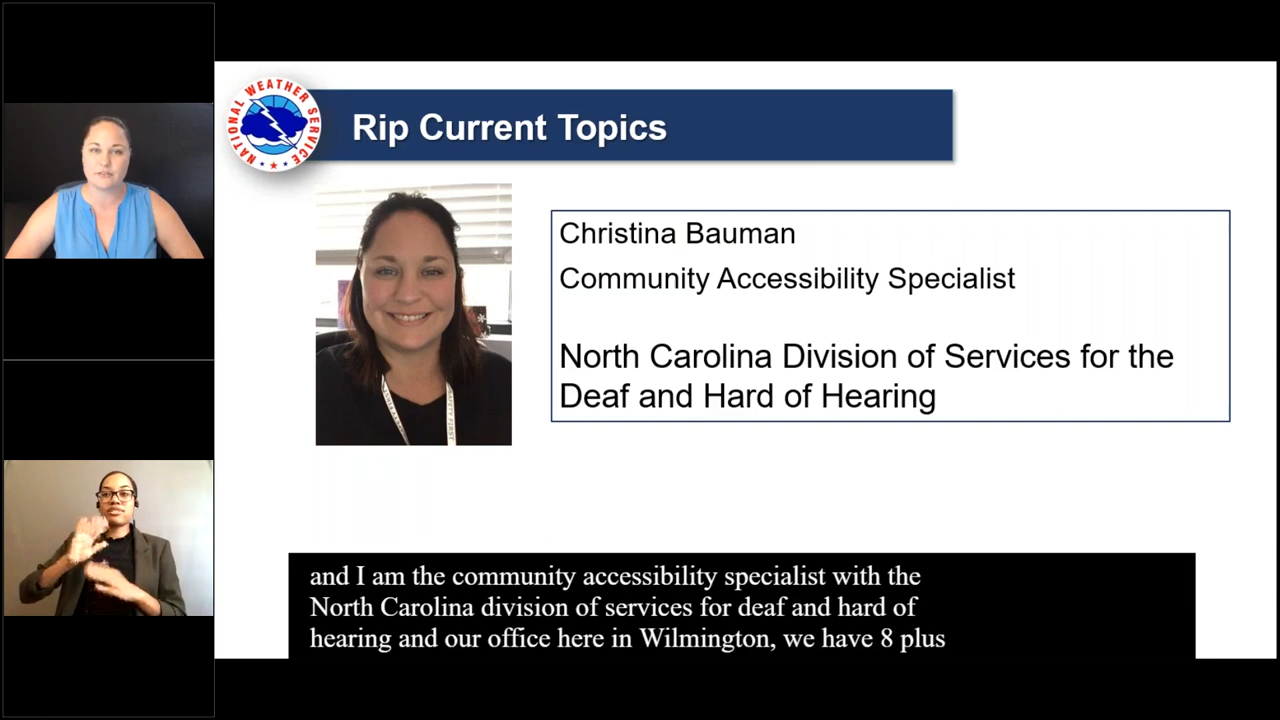 NATIONAL WEATHER SERVICE
Rip Current Topics
Christina Bauman
Community Accessibility Specialist
North Carolina Division of Services for the
Deaf and Hard of Hearing
SAFETY FIRST
and I am the community accessibility specialist with the
North Carolina division of services for deaf and hard of
hearing and our office here in Wilmington, we have 8 plus